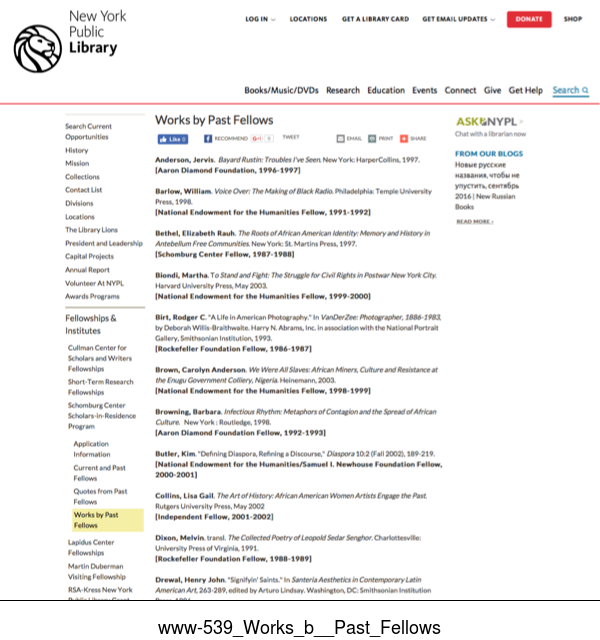 New York
Public
Library
LOG IN
LOCATIONS
GET A LIBRARY CARD
GET EMAIL UPDATES
DONATE
SHOP
Books/Music/DVDs Research Education Events Connect Give Get Help Search
Search Current
Opportunities
History
Mission
Collections
Contact List
Divisions
Locations
The Library Lions
President and Leadership
Capital Projects
Annual Report
Volunteer At NYPL
Awards Programs
Fellowships &
Institutes
Cullman Center for
Scholars and Writers
Fellowships
Short-Term Research
Fellowships
Schomburg Center
Scholars-in-Residence
Program
Application
Information
Current and Past
Fellows
Quotes from Past
Fellows
Works by Past
Fellows
Lapidus Center
Fellowships
Martin Duberman
Visiting Fellowship
RSA-Kress New York
Works by Past Fellows
Like 0
RECOMMEND
TWEET
EMAIL
PRINT
SHARE
Anderson, Jervis. Bayard Rustin: Troubles I've Seen. New York: HarperCollins, 1997.
[Aaron Diamond Foundation, 1996-1997]
Barlow, William. Voice Over: The Making of Black Radio. Philadelphia: Temple University
Press, 1998.
[National Endowment for the Humanities Fellow, 1991-1992]
Bethel, Elizabeth Rauh. The Roots of African American Identity: Memory and History in
Antebellum Free Communities. New York: St. Martins Press, 1997.
[Schomburg Center Fellow, 1987-1988]
Biondi, Martha. To Stand and Fight: The Struggle for Civil Rights in Postwar New York City.
Harvard University Press, May 2003.
[National Endowment for the Humanities Fellow, 1999-2000]
Birt, Rodger C. "A Life in American Photography." In VanDerZee: Photographer, 1886-1983,
by Deborah Willis-Braithwaite. Harry N. Abrams, Inc. in association with the National Portrait
Gallery, Smithsonian Institution, 1993.
[Rockefeller Foundation Fellow, 1986-1987]
Brown, Carolyn Anderson. We Were All Slaves: African Miners, Culture and Resistance at
the Enugu Government Colliery, Nigeria. Heinemann, 2003.
[National Endowment for the Humanities Fellow, 1998-1999]
Browning, Barbara. Infectious Rhythm: Metaphors of Contagion and the Spread of African
Culture. New York : Routledge, 1998.
[Aaron Diamond Foundation Fellow, 1992-1993]
Butler, Kim. "Defining Diaspora, Refining a Discourse," Diaspora 10:2 (Fall 2002), 189-219.
[National Endowment for the Humanities/Samuel I. Newhouse Foundation Fellow,
2000-2001]
Collins, Lisa Gail. The Art of History: African American Women Artists Engage the Past.
Rutgers University Press, May 2002
[Independent Fellow, 2001-2002]
Dixon, Melvin. transl. The Collected Poetry of Leopold Sedar Senghor. Charlottesville:
University Press of Virginia, 1991.
[Rockefeller Foundation Fellow, 1988-1989]
Drewal, Henry John. "Signifyin' Saints." In Santeria Aesthetics in Contemporary Latin
American Art, 263-289, edited by Arturo Lindsay. Washington, DC: Smithsonian Institution
ASK NYPL
Chat with a librarian now
FROM OUR BLOGS
Новые русские
названия, чтобы не
упустить, сентябрь
2016 | New Russian
Books
READ MORE ›
www-539_Works_b__Past_Fellows